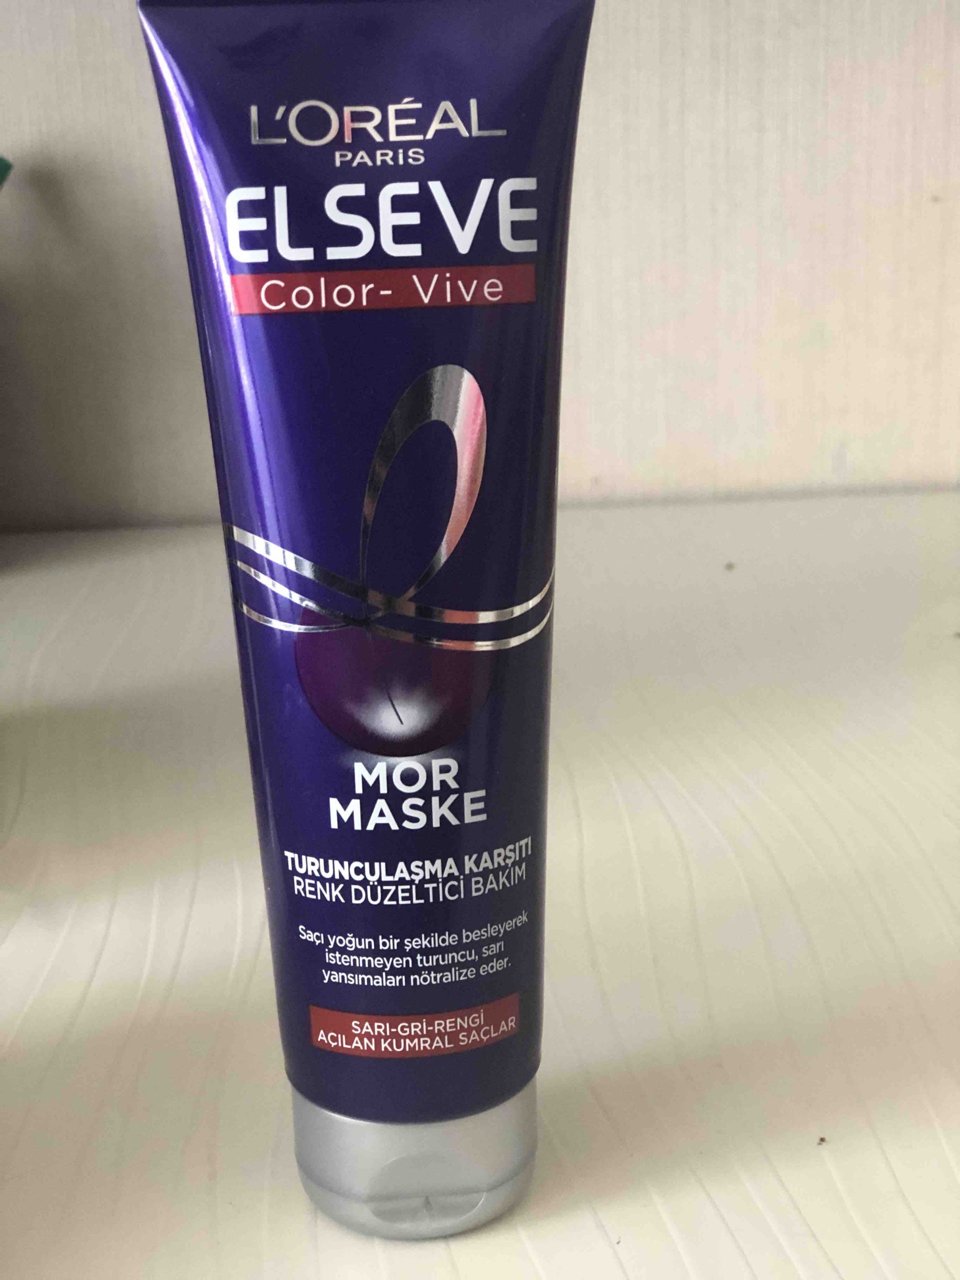 L'ORÉAL
PARIS
ELSEVE
Color- Vive
MOR
MASKE
TURUNCULAŞMA KARŞITI
RENK DÜZELTİCİ BAKIM
Saçı yoğun bir şekilde besleyerek
istenmeyen turuncu, sarı
yansımaları nötralize eder.
SARI-GRİ-RENGİ
AÇILAN KUMRAL SAÇLAR